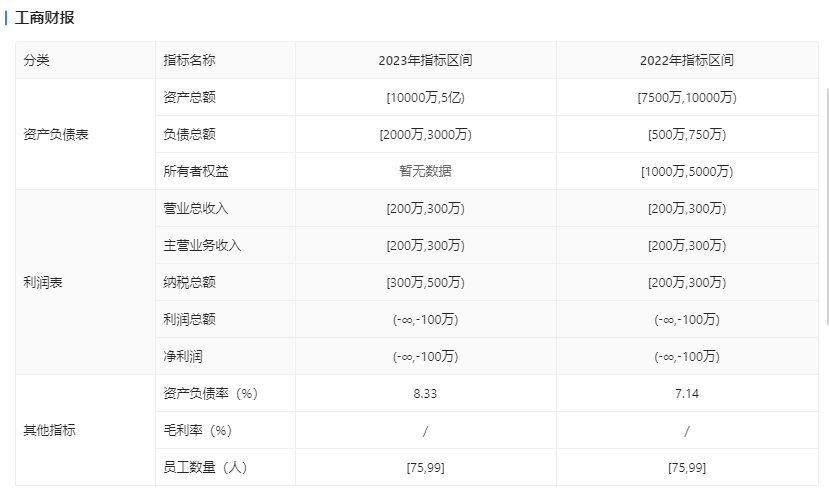 工商财报
分类 指标名称 2023年指标区间 2022年指标区间
资产总额 [10000万,5亿) [7500万,10000万)
资产负债表 负债总额 [2000万,3000万) [500万,750万)
所有者权益 暂无数据 [1000万,5000万)
营业总收入 [200万,300万) [200万,300万)
主营业务收入 [200万,300万) [200万,300万)
利润表 纳税总额 [300万,500万) [200万,300万)
利润总额 (-∞,-100万) (-∞,-100万)
净利润 (-∞,-100万) (-∞,-100万)
资产负债率（%） 8.33 7.14
其他指标 毛利率（%） / /
员工数量（人） [75,99] [75,99]